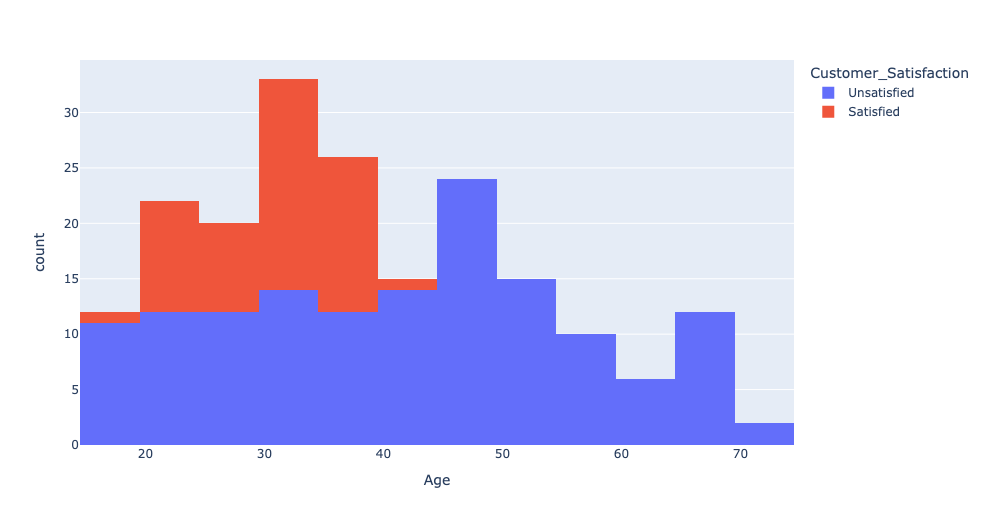 Customer_Satisfaction
Unsatisfied
Satisfied
count
30
25
20
15
10
5
0
20 30 40 50 60 70
Age